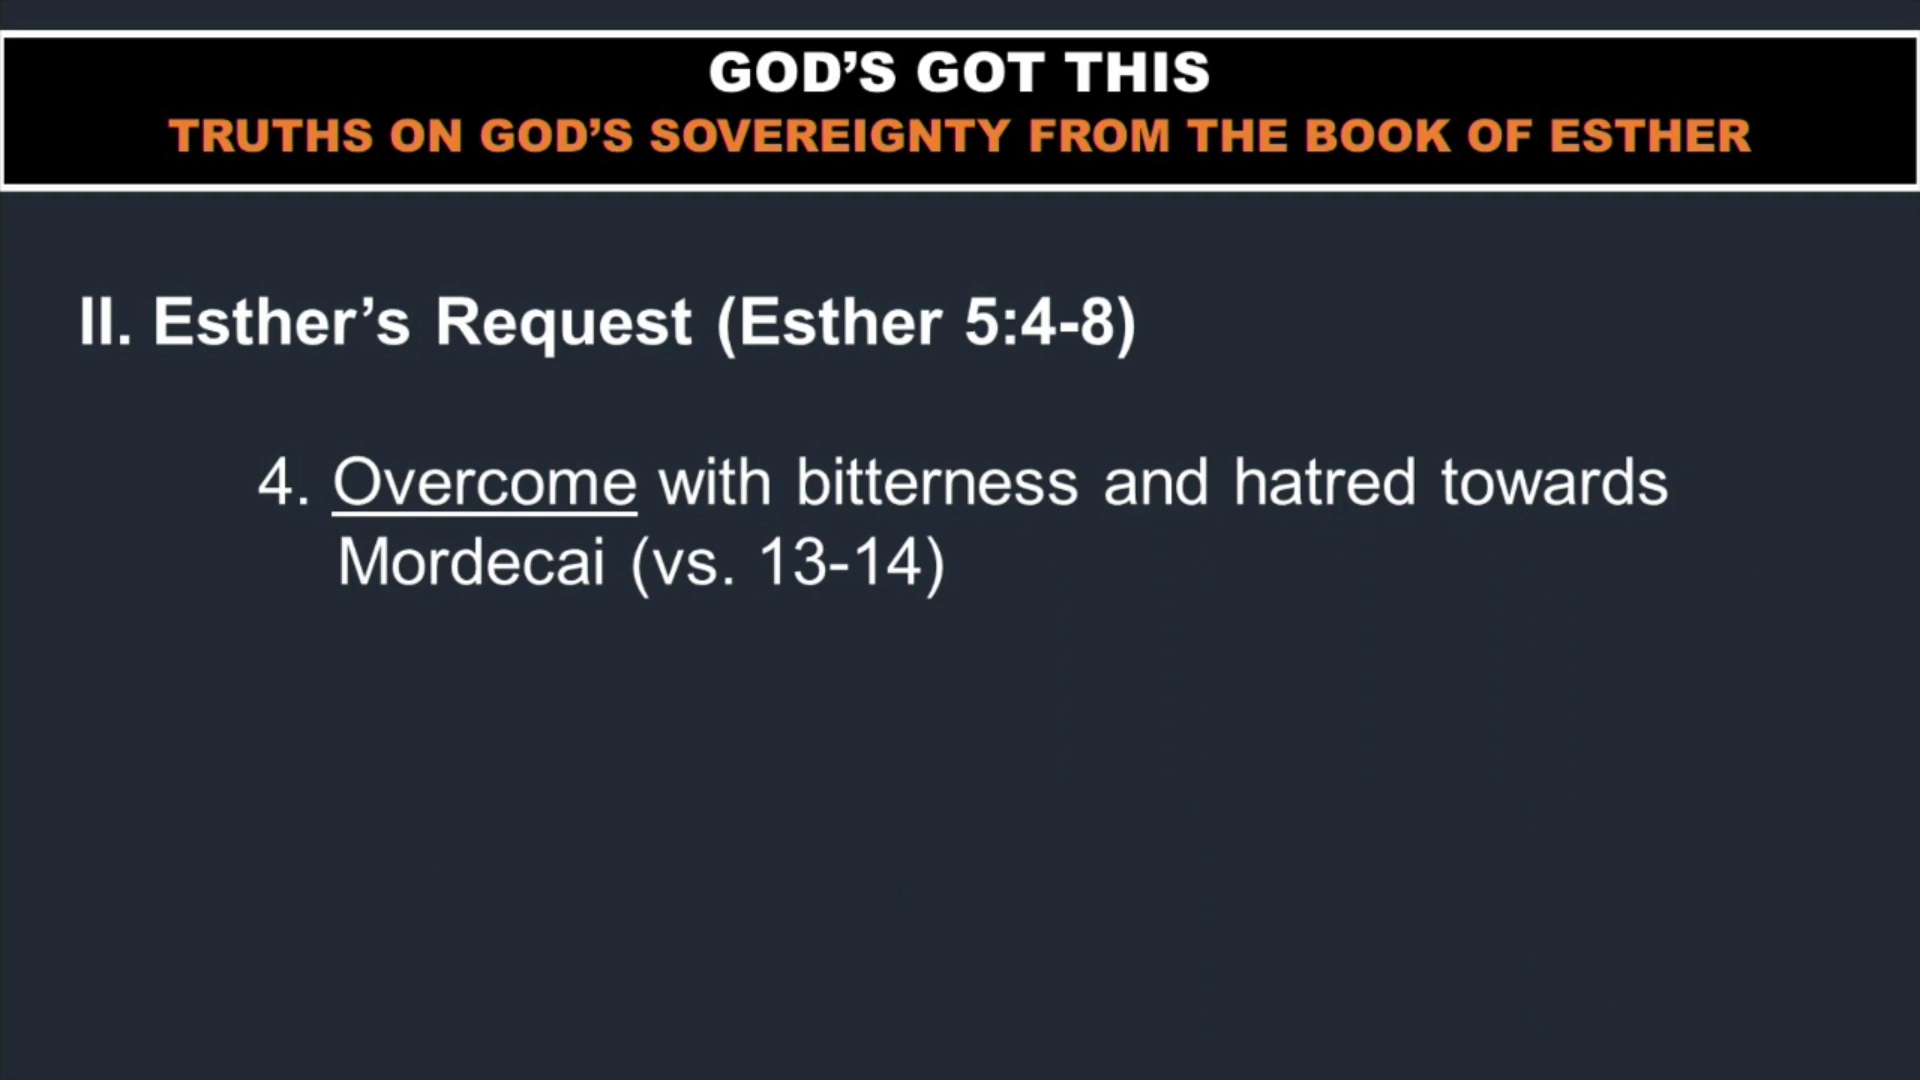 GOD’S GOT THIS
TRUTHS ON GOD’S SOVEREIGNTY FROM THE BOOK OF ESTHER
II. Esther’s Request (Esther 5:4-8)
4. Overcome with bitterness and hatred towards
Mordecai (vs. 13-14)